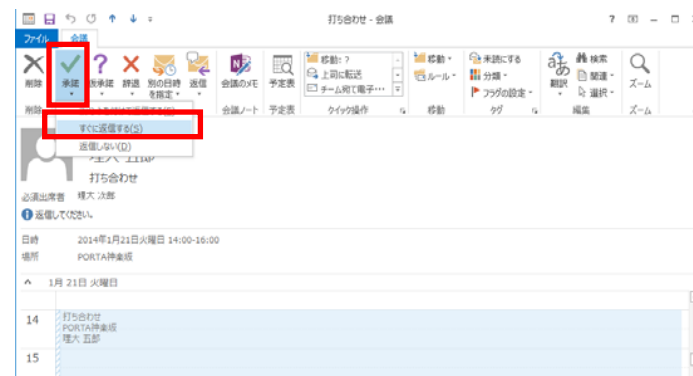 打ち合わせ - 会議
ファイル 会議
削除 承諾 仮承諾 辞退 別の日時を指定 返信 会議のメモ 予定表
移動: ?
上司に転送
チーム宛て電子…
移動
ルール
未読にする
分類
フラグの設定
翻訳
検索
関連
選択
ズーム
削除 会議ノート 予定表 クイック操作 移動 タグ 編集 ズーム
すぐに返信する(S)
返信しない(D)
打ち合わせ
必須出席者 理大 次郎
返信してください。
日時 2014年1月21日火曜日 14:00-16:00
場所 PORTA神楽坂
1月 21日 火曜日
14 打ち合わせ
PORTA神楽坂
理大 五郎
15